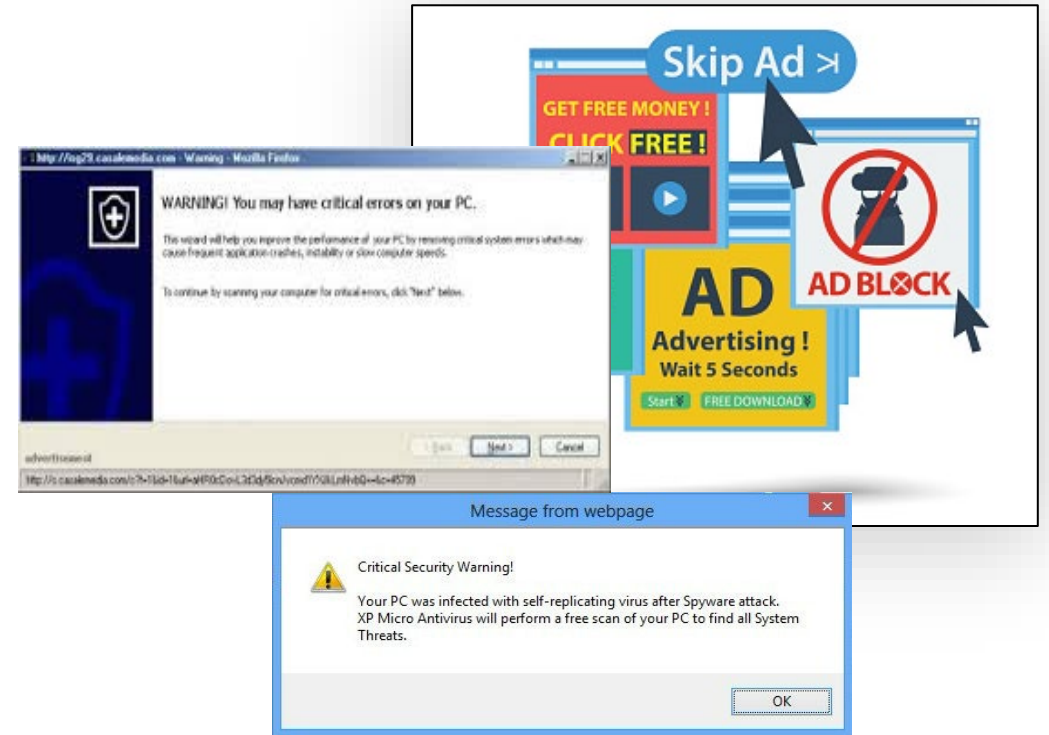 Skip Ad
GET FREE MONEY !
CLICK FREE !
AD BLOCK
AD
Advertising !
Wait 5 Seconds
Start
FREE DOWNLOAD
- Warning - Mozilla Firefox
WARNING! You may have critical errors on your PC.
This wizard will help you improve the performance of your PC by removing critical system errors which may
cause frequent application crashes, instability or slow computer speeds.
To continue by scanning your computer for critical errors, click "Next" below.
< Back
Next >
Cancel
advertisement
Message from webpage
Critical Security Warning!
Your PC was infected with self-replicating virus after Spyware attack.
XP Micro Antivirus will perform a free scan of your PC to find all System
Threats.
OK